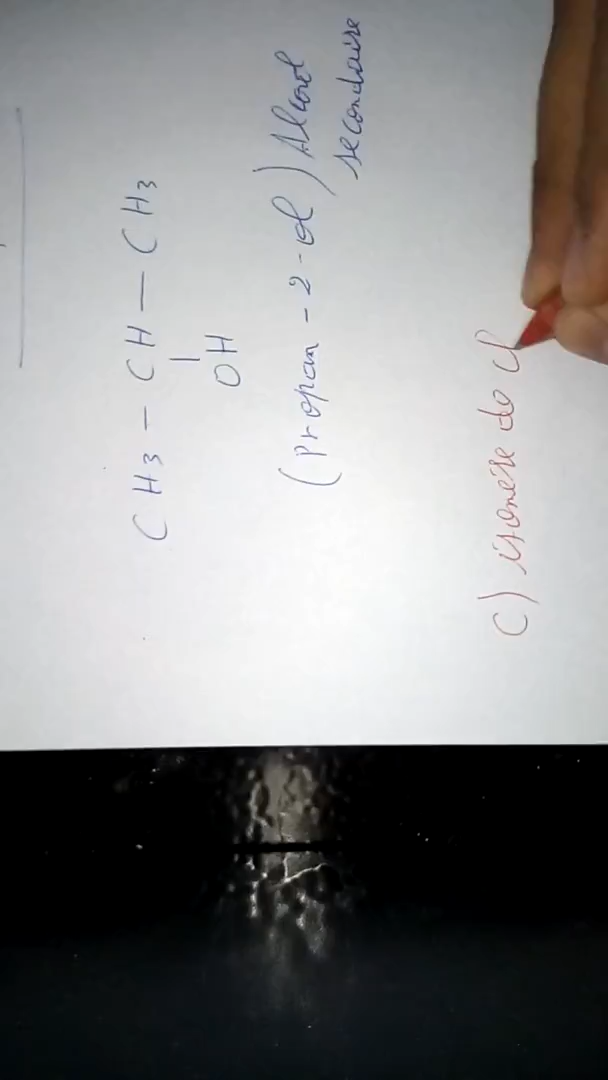 CH3 - CH - CH3
|
OH
(Propan - 2 - ol) Alcool
secondaire
C) isomère de